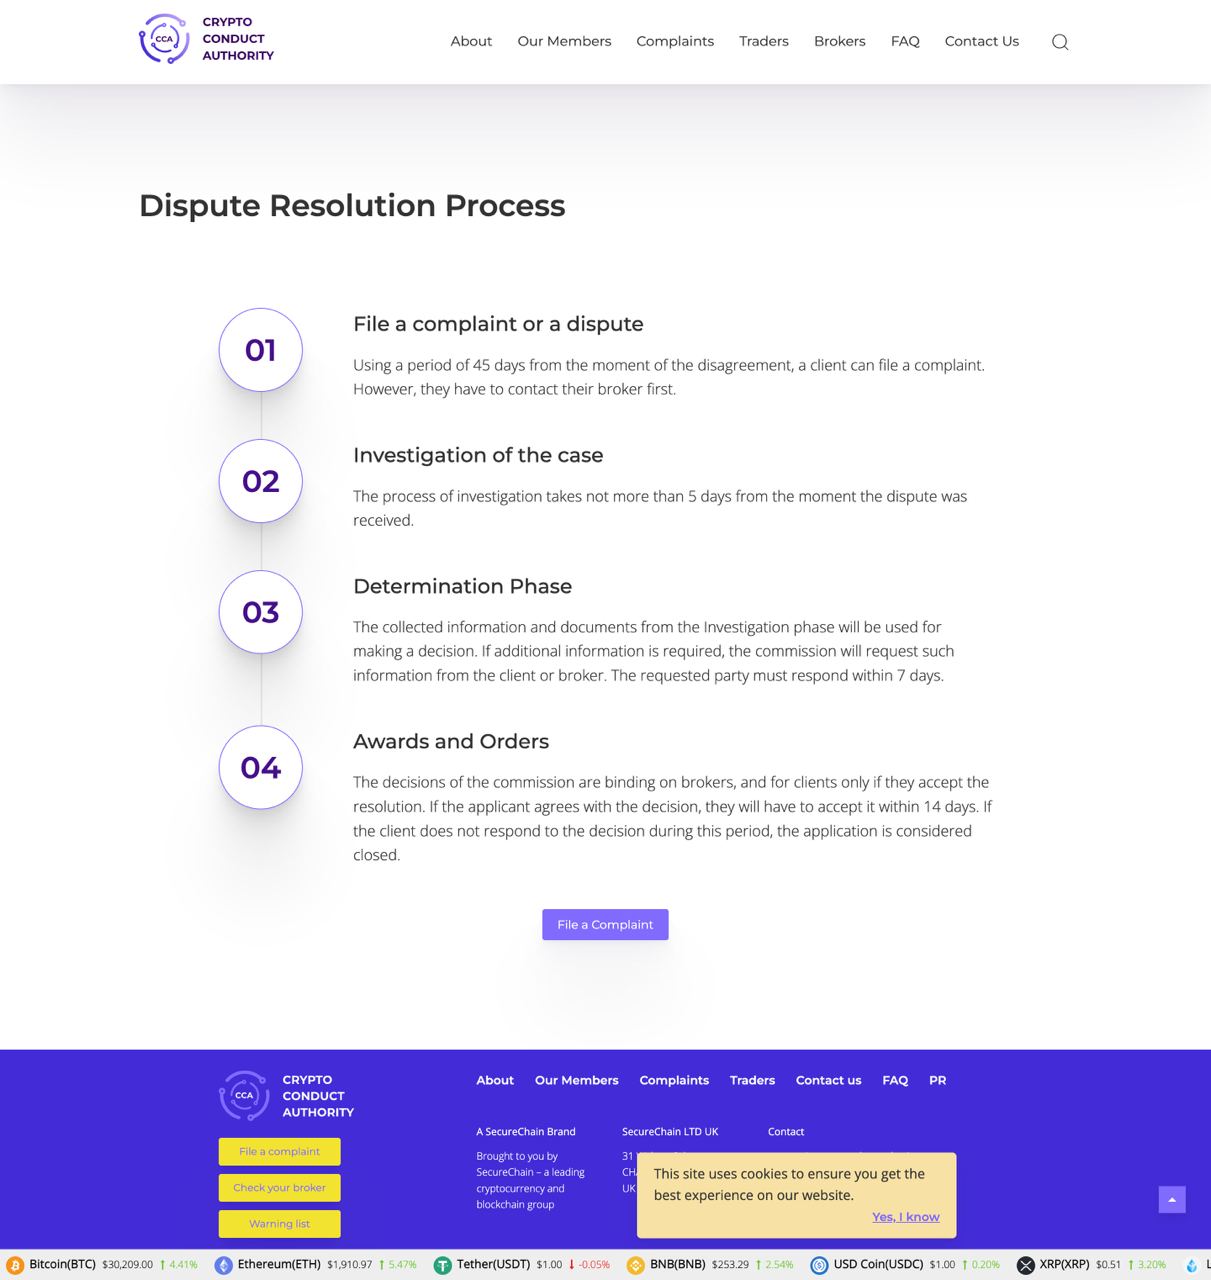 CCA
CRYPTO
CONDUCT
AUTHORITY
About Our Members Complaints Traders Brokers FAQ Contact Us
Dispute Resolution Process
01
File a complaint or a dispute
Using a period of 45 days from the moment of the disagreement, a client can file a complaint.
However, they have to contact their broker first.
02
Investigation of the case
The process of investigation takes not more than 5 days from the moment the dispute was
received.
03
Determination Phase
The collected information and documents from the Investigation phase will be used for
making a decision. If additional information is required, the commission will request such
information from the client or broker. The requested party must respond within 7 days.
04
Awards and Orders
The decisions of the commission are binding on brokers, and for clients only if they accept the
resolution. If the applicant agrees with the decision, they will have to accept it within 14 days. If
the client does not respond to the decision during this period, the application is considered
closed.
File a Complaint
CCA
CRYPTO
CONDUCT
AUTHORITY
File a complaint
Check your broker
Warning list
About Our Members Complaints Traders Contact us FAQ PR
A SecureChain Brand
Brought to you by
SecureChain – a leading
cryptocurrency and
blockchain group
SecureChain LTD UK
31
UK
Contact
This site uses cookies to ensure you get the
best experience on our website.
Yes, I know
Bitcoin(BTC) $30,209.00 ↑ 4.41% Ethereum(ETH) $1,910.97 ↑ 5.47% Tether(USDT) $1.00 ↓ -0.05% BNB(BNB) $253.29 ↑ 2.54% USD Coin(USDC) $1.00 ↑ 0.20% XRP(XRP) $0.51 ↑ 3.20%